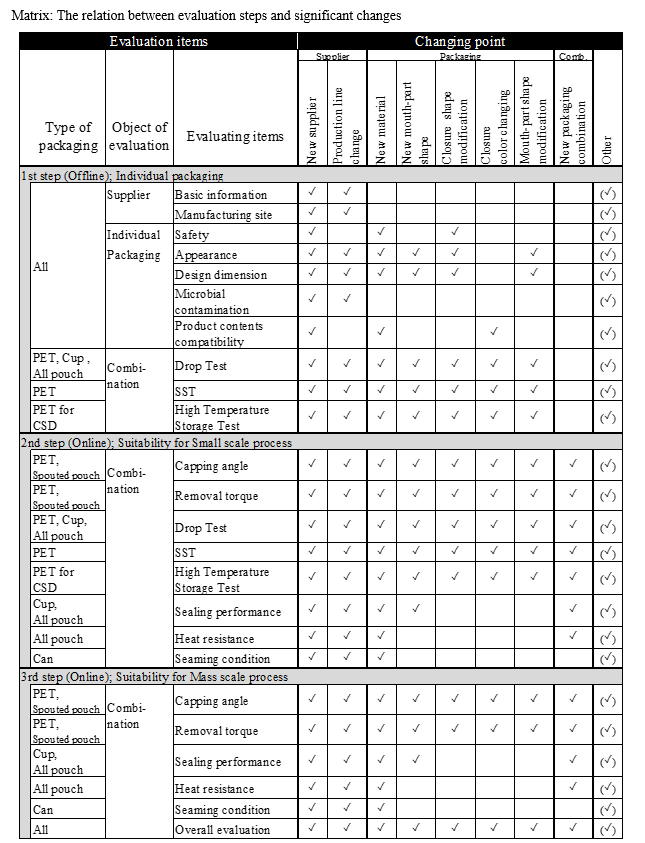 Matrix: The relation between evaluation steps and significant changes
Evaluation items Changing point
Supplier Packaging Comb.
Type of packaging Object of evaluation Evaluating items New supplier Production line change New material New mouth-part shape Closure shape modification Closure color changing Mouth-part shape modification New packaging combination Other
1st step (Offline); Individual packaging
All Supplier Basic information ✓ ✓ (✓)
Manufacturing site ✓ ✓ (✓)
Individual Packaging Safety ✓ ✓ ✓ (✓)
Appearance ✓ ✓ ✓ ✓ ✓ ✓ (✓)
Design dimension ✓ ✓ ✓ ✓ ✓ ✓ (✓)
Microbial contamination ✓ ✓ (✓)
Product contents compatibility ✓ ✓ ✓ (✓)
PET, Cup , All pouch Combi-nation Drop Test ✓ ✓ ✓ ✓ ✓ ✓ ✓ (✓)
PET SST ✓ ✓ ✓ ✓ ✓ ✓ ✓ (✓)
PET for CSD High Temperature Storage Test ✓ ✓ ✓ ✓ ✓ ✓ ✓ (✓)
2nd step (Online); Suitability for Small scale process
PET, Spouted pouch Combi-nation Capping angle ✓ ✓ ✓ ✓ ✓ ✓ ✓ ✓ (✓)
PET, Spouted pouch Removal torque ✓ ✓ ✓ ✓ ✓ ✓ ✓ ✓ (✓)
PET, Cup, All pouch Drop Test ✓ ✓ ✓ ✓ ✓ ✓ ✓ ✓ (✓)
PET SST ✓ ✓ ✓ ✓ ✓ ✓ ✓ ✓ (✓)
PET for CSD High Temperature Storage Test ✓ ✓ ✓ ✓ ✓ ✓ ✓ ✓ (✓)
Cup, All pouch Sealing performance ✓ ✓ ✓ ✓ ✓ (✓)
All pouch Heat resistance ✓ ✓ ✓ ✓ (✓)
Can Seaming condition ✓ ✓ ✓ (✓)
3rd step (Online); Suitability for Mass scale process
PET, Spouted pouch Combi-nation Capping angle ✓ ✓ ✓ ✓ ✓ ✓ ✓ ✓ (✓)
PET, Spouted pouch Removal torque ✓ ✓ ✓ ✓ ✓ ✓ ✓ ✓ (✓)
Cup, All pouch Sealing performance ✓ ✓ ✓ ✓ ✓ (✓)
All pouch Heat resistance ✓ ✓ ✓ ✓ (✓)
Can Seaming condition ✓ ✓ ✓ (✓)
All Overall evaluation ✓ ✓ ✓ ✓ ✓ ✓ ✓ ✓ (✓)